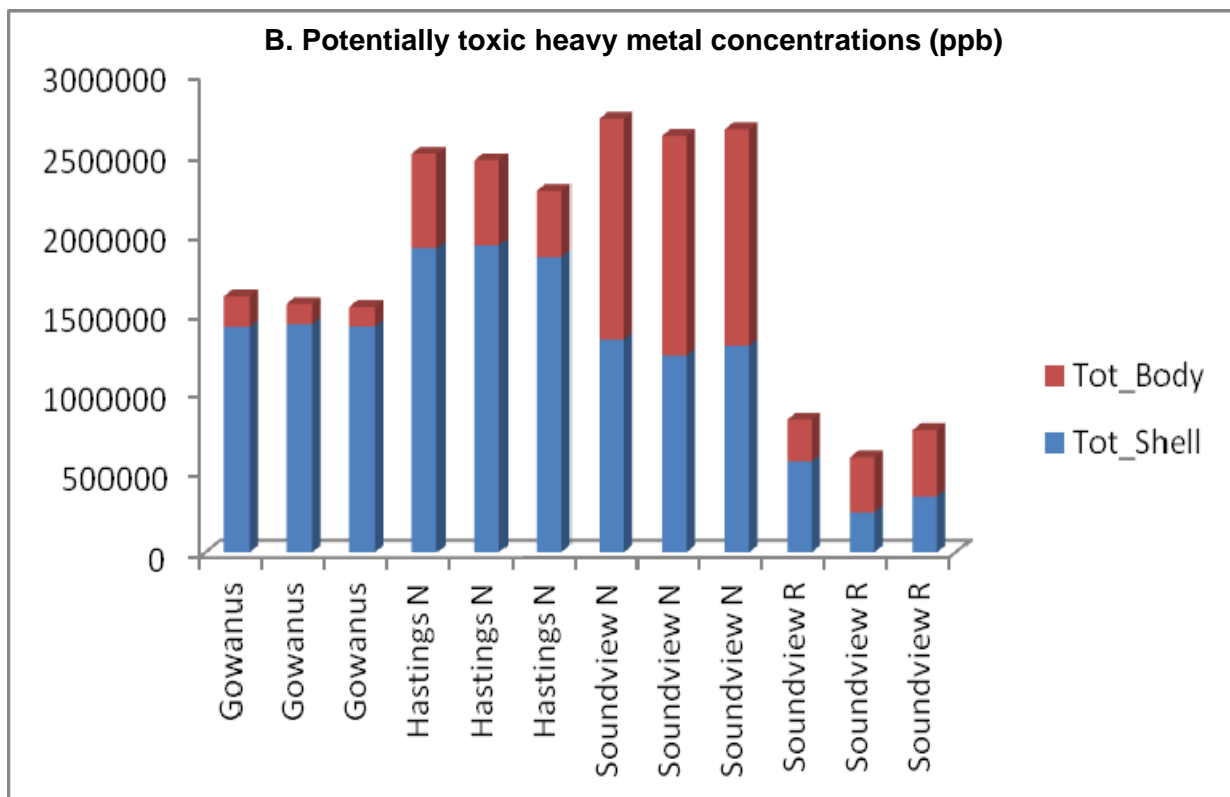 B. Potentially toxic heavy metal concentrations (ppb)
3000000
2500000
2000000
1500000
1000000
500000
0
Tot_Body
Tot_Shell
Gowanus
Gowanus
Gowanus
Hastings N
Hastings N
Hastings N
Soundview N
Soundview N
Soundview N
Soundview R
Soundview R
Soundview R